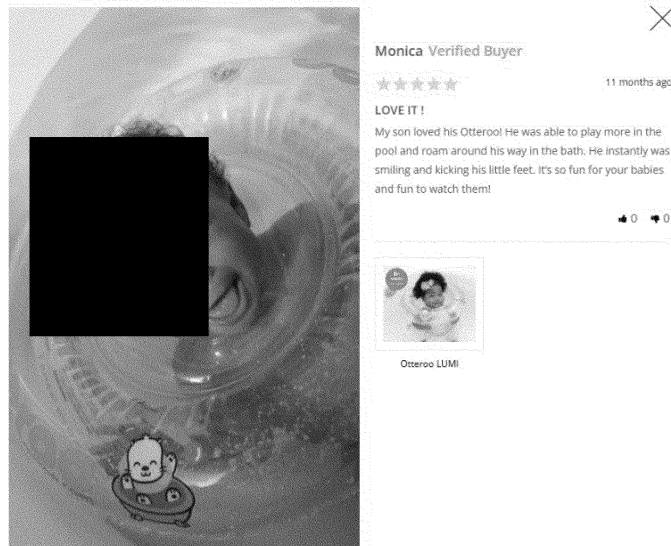 Monica Verified Buyer
11 months ago
LOVE IT !
My son loved his Otteroo! He was able to play more in the
pool and roam around his way in the bath. He instantly was
smiling and kicking his little feet. It's so fun for your babies
and fun to watch them!
0 0
Otteroo LUMI